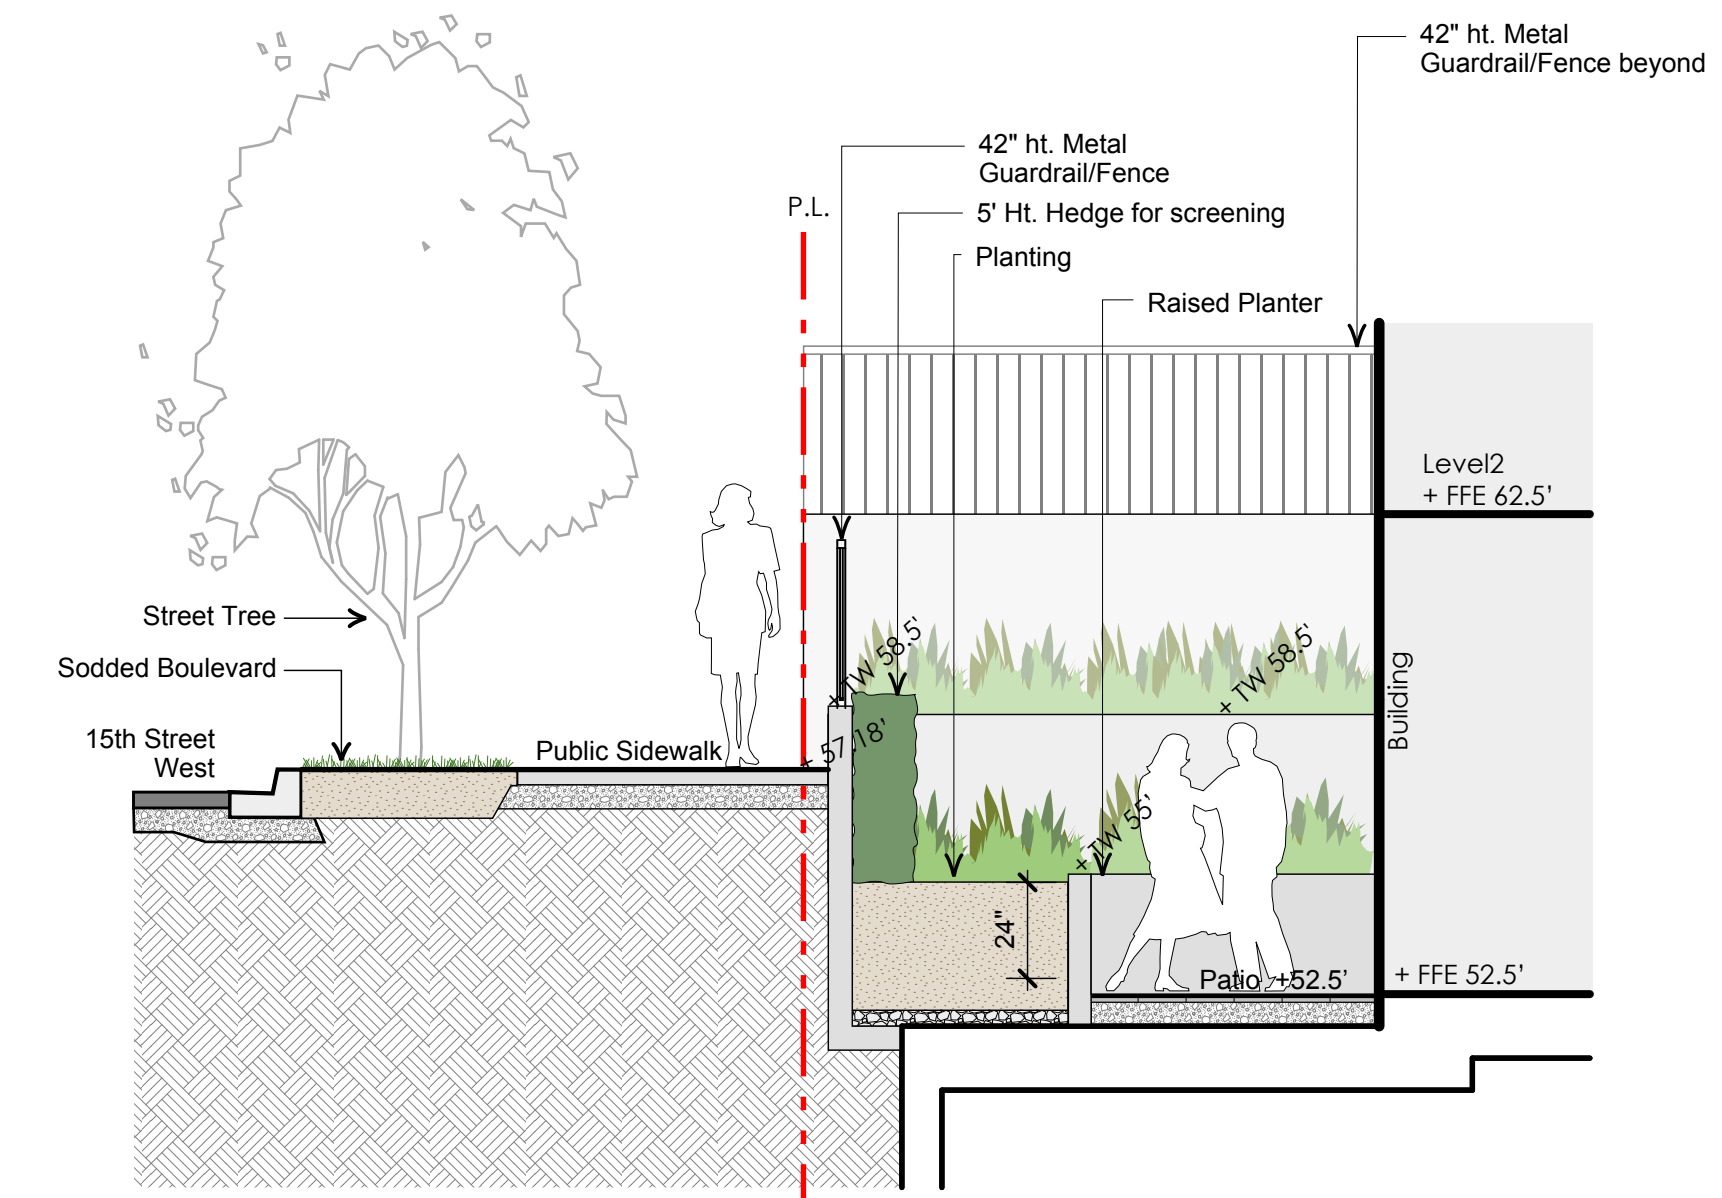 42" ht. Metal
Guardrail/Fence beyond
42" ht. Metal
Guardrail/Fence
P.L.
5' Ht. Hedge for screening
Planting
Raised Planter
Level2
+ FFE 62.5’
Street Tree
+ TW 58.5'
+ TW 58.5'
Sodded Boulevard
Building
15th Street
West
Public Sidewalk
+ 57.18’
+ TW 55’
24"
Patio +52.5’
+ FFE 52.5’